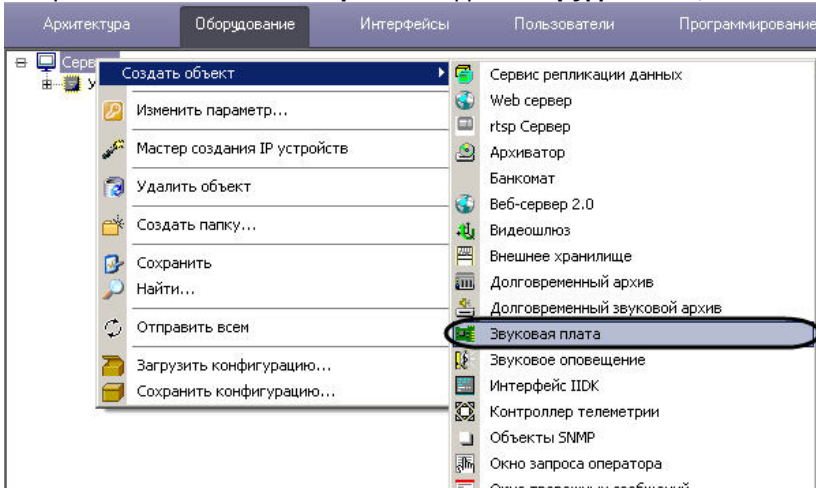 Архитектура Оборудование Интерфейсы Пользователи Программирование
Создать объект
Изменить параметр...
Мастер создания IP устройств
Удалить объект
Создать папку...
Сохранить
Найти...
Отправить всем
Загрузить конфигурацию...
Сохранить конфигурацию...
Сервис репликации данных
Web сервер
rtsp Сервер
Архиватор
Банкомат
Веб-сервер 2.0
Видеошлюз
Внешнее хранилище
Долговременный архив
Долговременный звуковой архив
Звуковая плата
Звуковое оповещение
Интерфейс IIDK
Контроллер телеметрии
Объекты SNMP
Окно запроса оператора